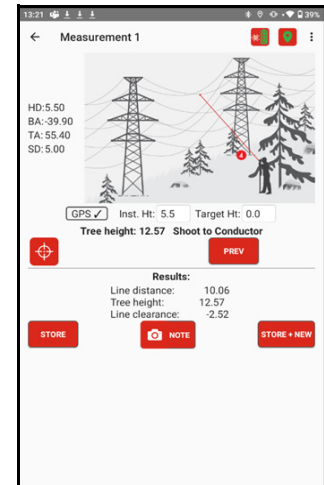 13:21 39%
Measurement 1
HD:5.50
BA:-39.90
TA: 55.40
SD: 5.00
4
GPS✓ Inst. Ht: 5.5 Target Ht: 0.0
Tree height: 12.57 Shoot to Conductor
PREV
Results:
Line distance: 10.06
Tree height: 12.57
Line clearance: -2.52
STORE NOTE STORE + NEW